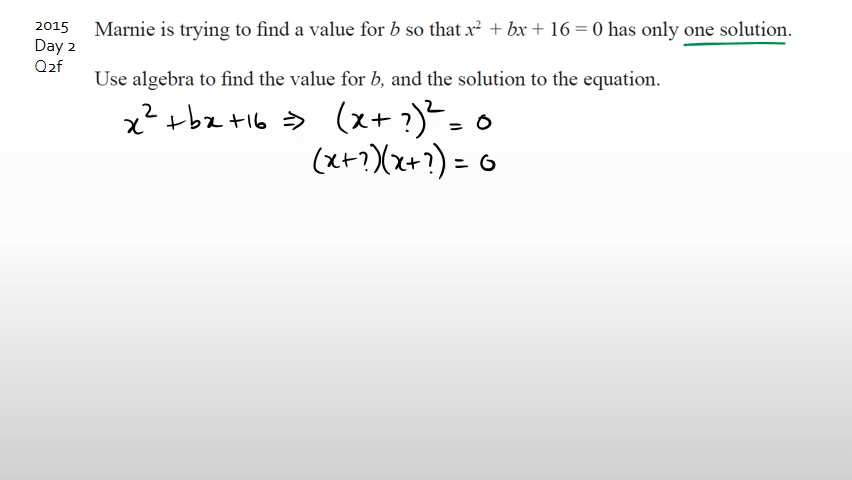 2015
Day 2
Q2f
Marnie is trying to find a value for b so that x² + bx + 16 = 0 has only one solution.
Use algebra to find the value for b, and the solution to the equation.
x² + bx + 16 ⇒ (x + ?)² = 0
(x+?)(x+?) = 0